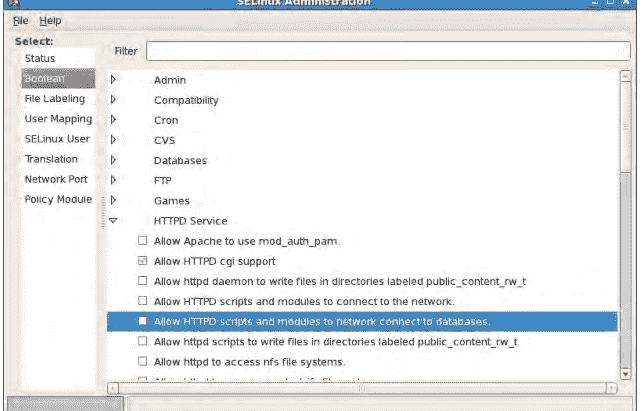 SELinux Administration
File Help
Select:
Status
Boolean
File Labeling
User Mapping
SELinux User
Translation
Network Port
Policy Module
Filter
Admin
Compatibility
Cron
CVS
Databases
FTP
Games
HTTPD Service
Allow Apache to use mod_auth_pam.
Allow HTTPD cgi support
Allow httpd daemon to write files in directories labeled public_content_rw_t
Allow HTTPD scripts and modules to connect to the network.
Allow HTTPD scripts and modules to network connect to databases.
Allow httpd scripts to write files in directories labeled public_content_rw_t
Allow httpd to access nfs file systems.